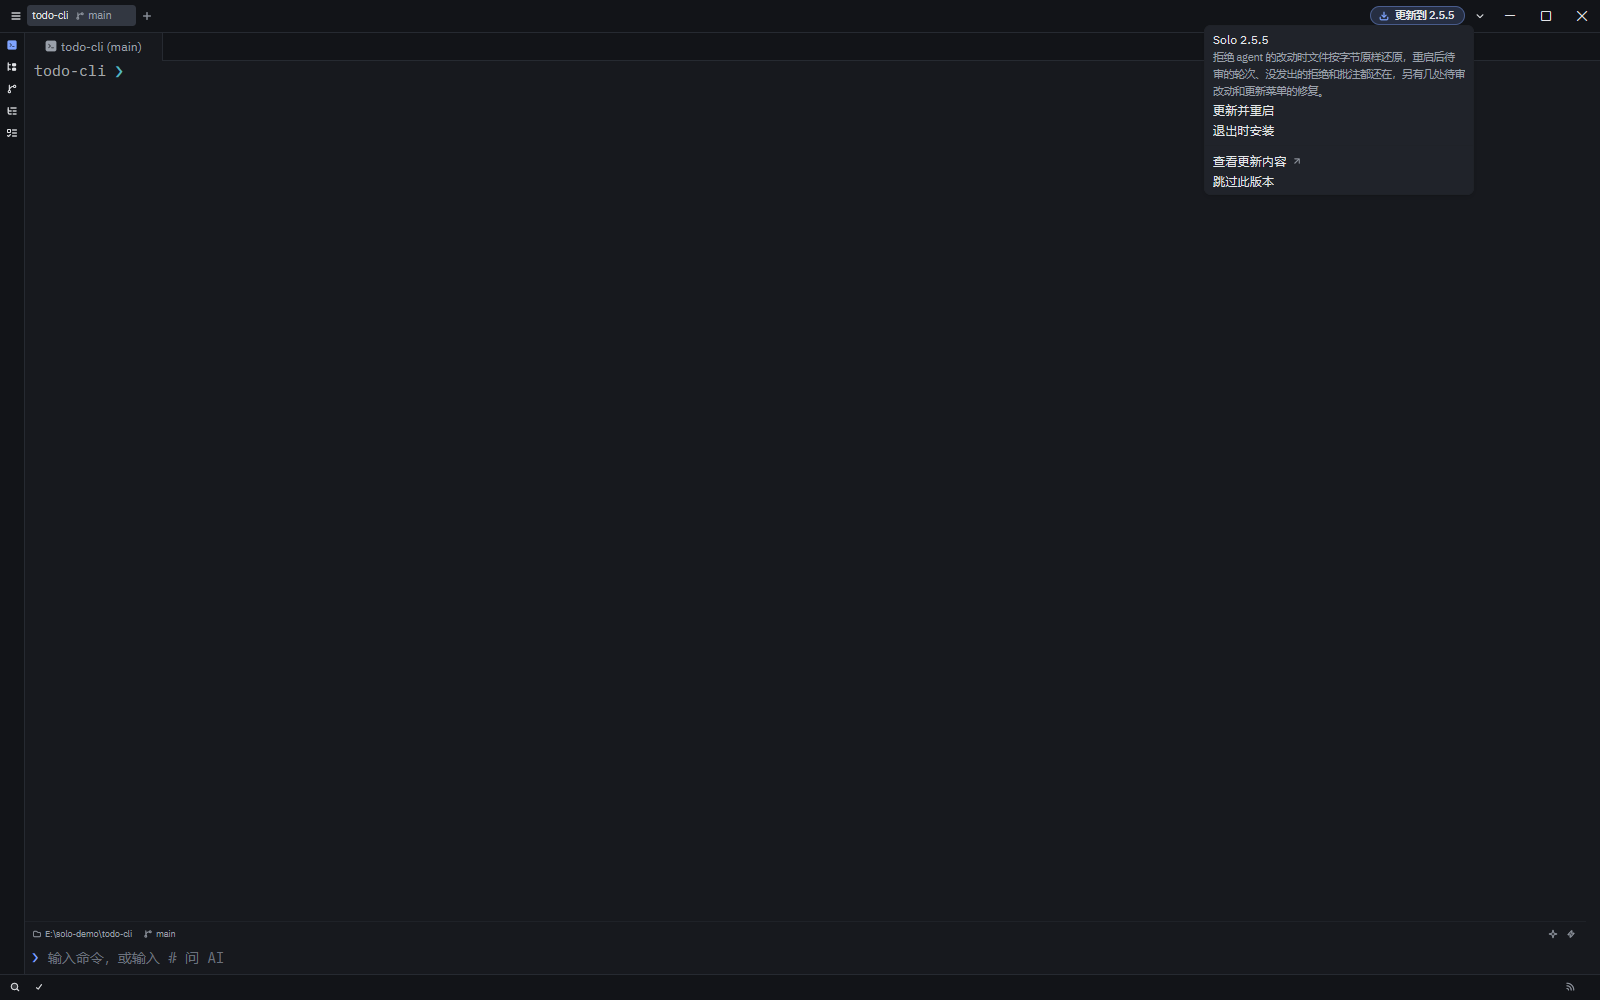 todo-cli main
更新到 2.5.5
todo-cli (main)
todo-cli ❯
Solo 2.5.5
拒绝 agent 的改动时文件按字节原样还原，重启后待
审的轮次、没发出的拒绝和批注都还在，另有几处待审
改动和更新菜单的修复。
更新并重启
退出时安装
查看更新内容
跳过此版本
E:\solo-demo\todo-cli main
❯ 输入命令，或输入 # 问 AI